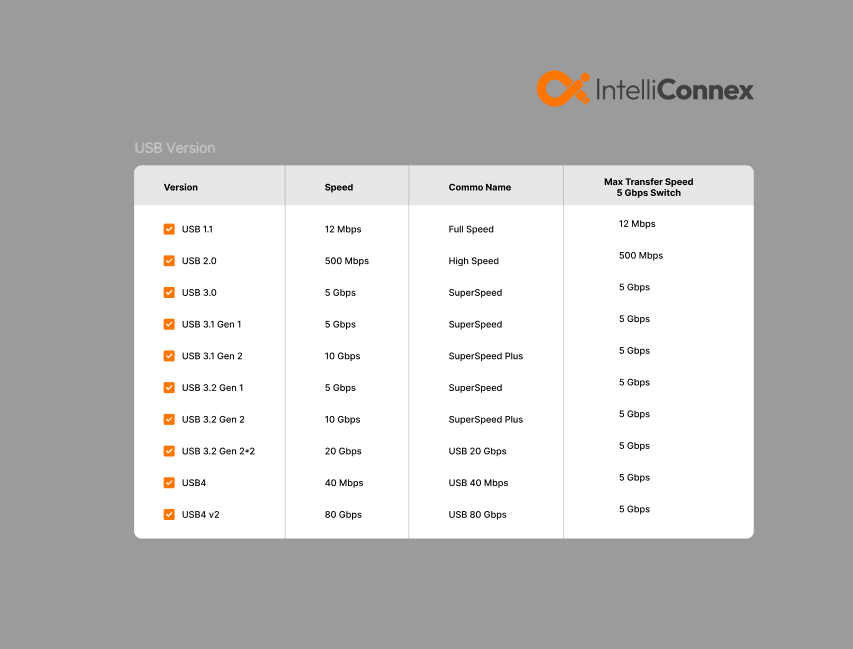 IntelliConnex
USB Version
Version Speed Commo Name Max Transfer Speed
5 Gbps Switch
USB 1.1 12 Mbps Full Speed 12 Mbps
USB 2.0 500 Mbps High Speed 500 Mbps
USB 3.0 5 Gbps SuperSpeed 5 Gbps
USB 3.1 Gen 1 5 Gbps SuperSpeed 5 Gbps
USB 3.1 Gen 2 10 Gbps SuperSpeed Plus 5 Gbps
USB 3.2 Gen 1 5 Gbps SuperSpeed 5 Gbps
USB 3.2 Gen 2 10 Gbps SuperSpeed Plus 5 Gbps
USB 3.2 Gen 2*2 20 Gbps USB 20 Gbps 5 Gbps
USB4 40 Mbps USB 40 Mbps 5 Gbps
USB4 v2 80 Gbps USB 80 Gbps 5 Gbps